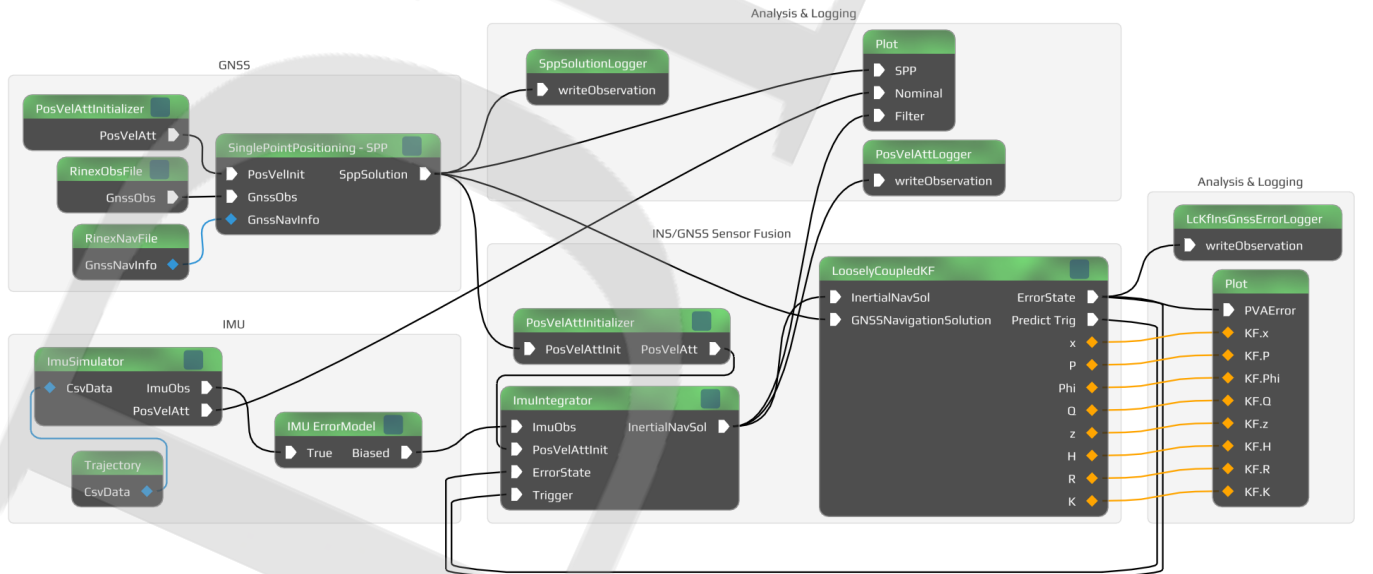 Analysis & Logging
GNSS
SppSolutionLogger
writeObservation
Plot
SPP
Nominal
Filter
PosVelAttLogger
writeObservation
PosVelAttInitializer
PosVelAtt
RinexObsFile
GnssObs
RinexNavFile
GnssNavInfo
SinglePointPositioning - SPP
PosVelInit SppSolution
GnssObs
GnssNavInfo
IMU
ImuSimulator
CsvData ImuObs
PosVelAtt
Trajectory
CsvData
IMU ErrorModel
True Biased
INS/GNSS Sensor Fusion
PosVelAttInitializer
PosVelAttInit PosVelAtt
ImuIntegrator
ImuObs InertialNavSol
PosVelAttInit
ErrorState
Trigger
LooselyCoupledKF
InertialNavSol ErrorState
GNSSNavigationSolution Predict Trig
x
P
Phi
Q
z
H
R
K
Analysis & Logging
LcKfInsGnssErrorLogger
writeObservation
Plot
PVAError
KF.x
KF.P
KF.Phi
KF.Q
KF.z
KF.H
KF.R
KF.K